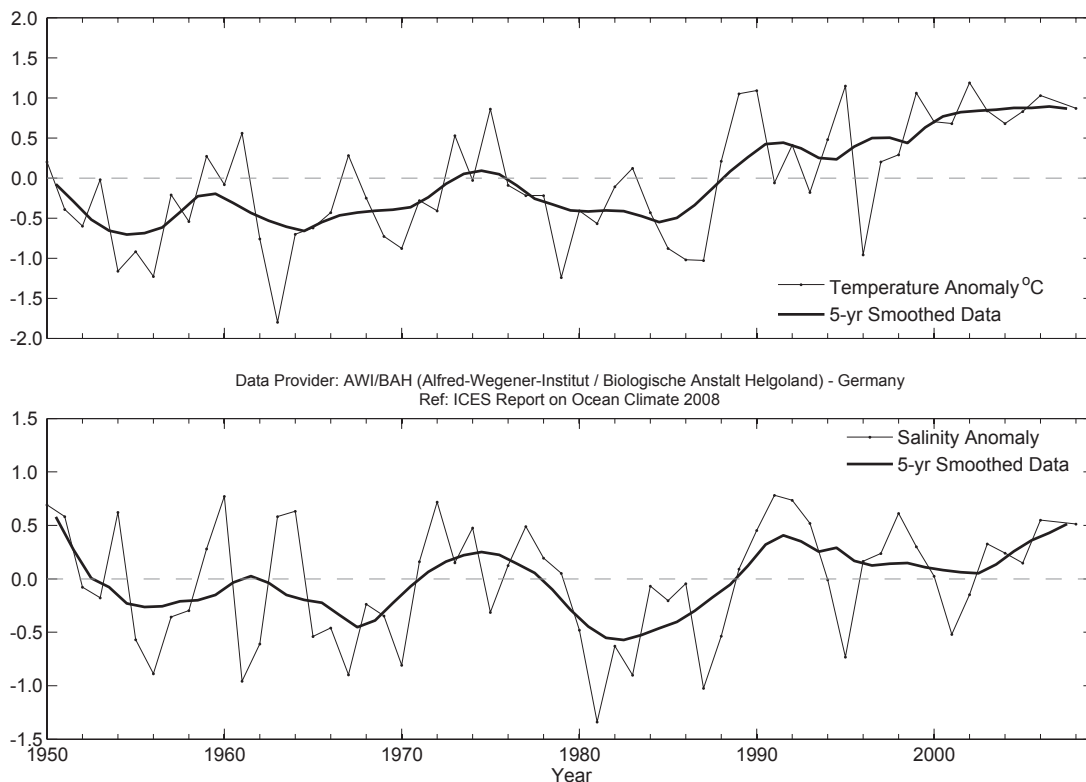 2.0
1.5
1.0
0.5
0.0
-0.5
-1.0
-1.5
-2.0
Temperature Anomaly°C
5-yr Smoothed Data
Data Provider: AWI/BAH (Alfred-Wegener-Institut / Biologische Anstalt Helgoland) - Germany
Ref: ICES Report on Ocean Climate 2008
1.5
1.0
0.5
0.0
-0.5
-1.0
-1.5
Salinity Anomaly
5-yr Smoothed Data
1950 1960 1970 1980 1990 2000
Year